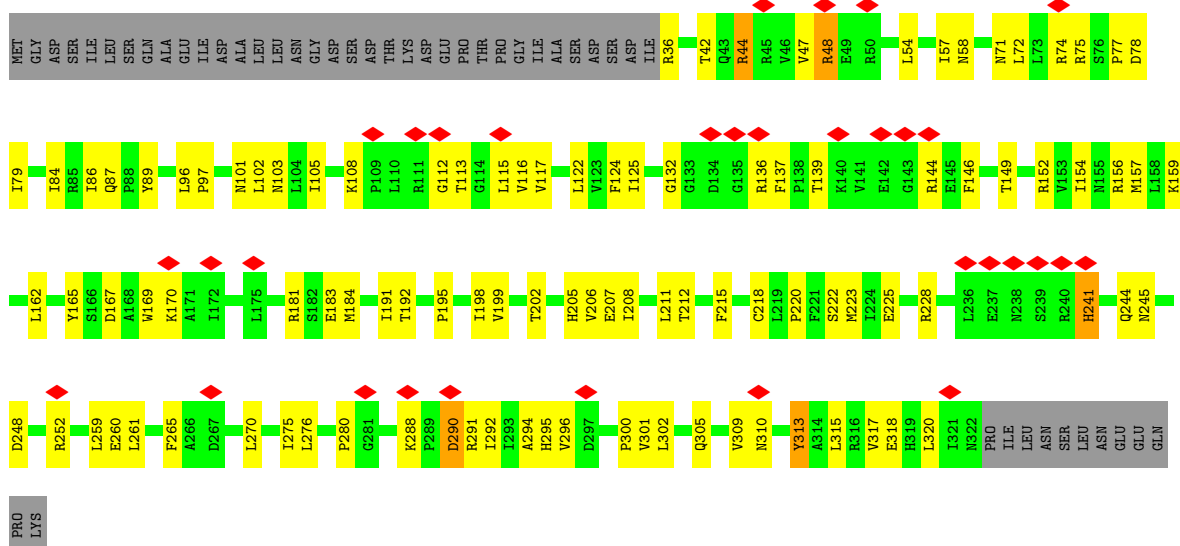 MET GLY ASP SER ILE LEU SER GLN ALA GLU ILE ASP ALA LEU LEU ASN GLY ASP SER SER ASP THR LYS ASP GLU PRO THR PRO GLY ILE ALA SER ASP SER ASP ILE R36 T42 Q43 R44 R45 V46 V47 R48 E49 R50 L54 I57 N58 N71 L72 L73 R74 R75 S76 P77 D78
I79 I84 R85 I86 Q87 P88 Y89 L96 P97 N101 L102 N103 L104 I105 K108 P109 L110 R111 G112 T113 G114 L115 V116 V117 L122 V123 F124 I125 G132 G133 D134 G135 R136 F137 P138 T139 K140 V141 E142 G143 R144 E145 F146 T149 R152 V153 I154 N155 R156 M157 L158 K159
L162 Y165 S166 D167 A168 W169 K170 A171 I172 L175 R181 S182 E183 M184 I191 T192 P195 I198 V199 T202 H205 V206 E207 I208 L211 T212 F215 C218 L219 P220 F221 S222 M223 I224 E225 R228 L236 E237 N238 S239 R240 H241 Q244 N245
D248 R252 L259 E260 L261 F265 A266 D267 L270 I275 L276 P280 G281 K288 P289 D290 R291 I292 I293 A294 H295 V296 D297 P300 V301 L302 Q305 V309 N310 Y313 A314 L315 R316 V317 E318 H319 L320 I321 N322 PRO ILE LEU ASN SER LEU ASN GLU GLU GLN
PRO LYS